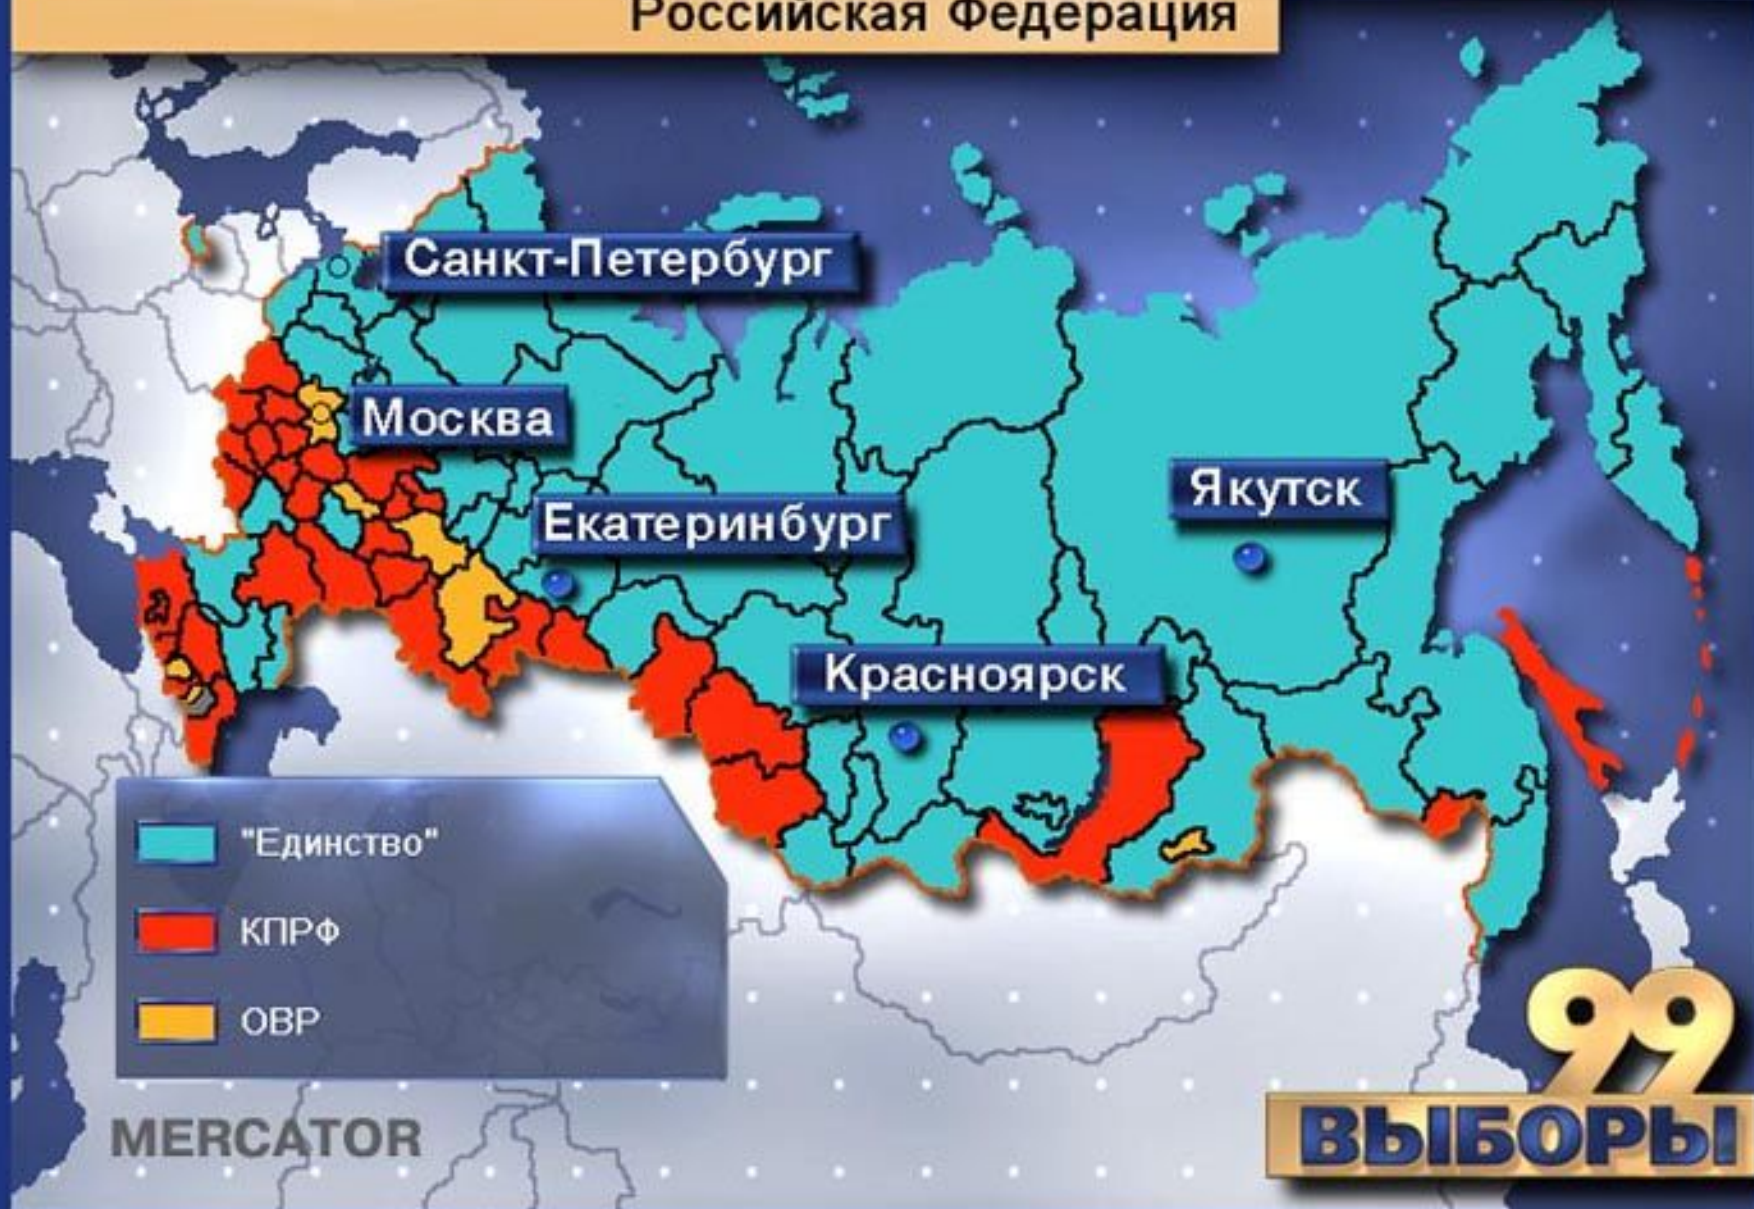 Российская Федерация
Санкт-Петербург
Москва
Якутск
Екатеринбург
Красноярск
"Единство"
КПРФ
ОВР
99
ВЫБОРЫ
MERCATOR